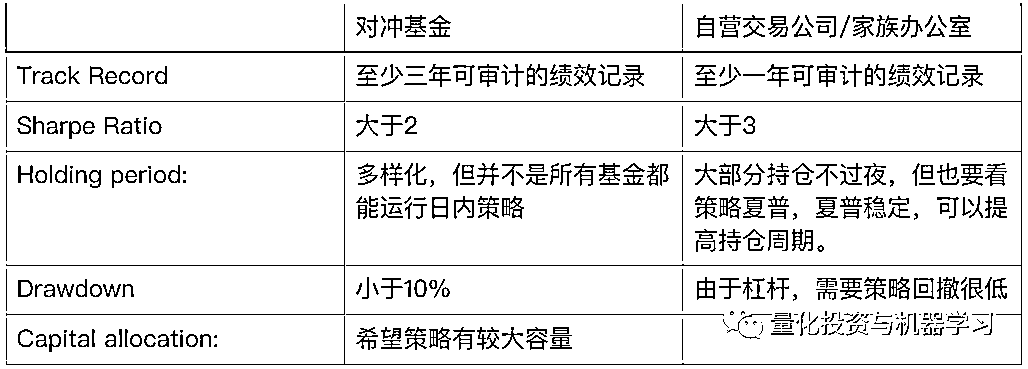 对冲基金
自营交易公司/家族办公室
Track Record
至少三年可审计的绩效记录
至少一年可审计的绩效记录
Sharpe Ratio
大于2
大于3
Holding period:
多样化，但并不是所有基金都
能运行日内策略
大部分持仓不过夜，但也要看
策略夏普，夏普稳定，可以提
高持仓周期。
Drawdown
小于10%
由于杠杆，需要策略回撤很低
Capital allocation:
希望策略有较大容量
量化投资与机器学习